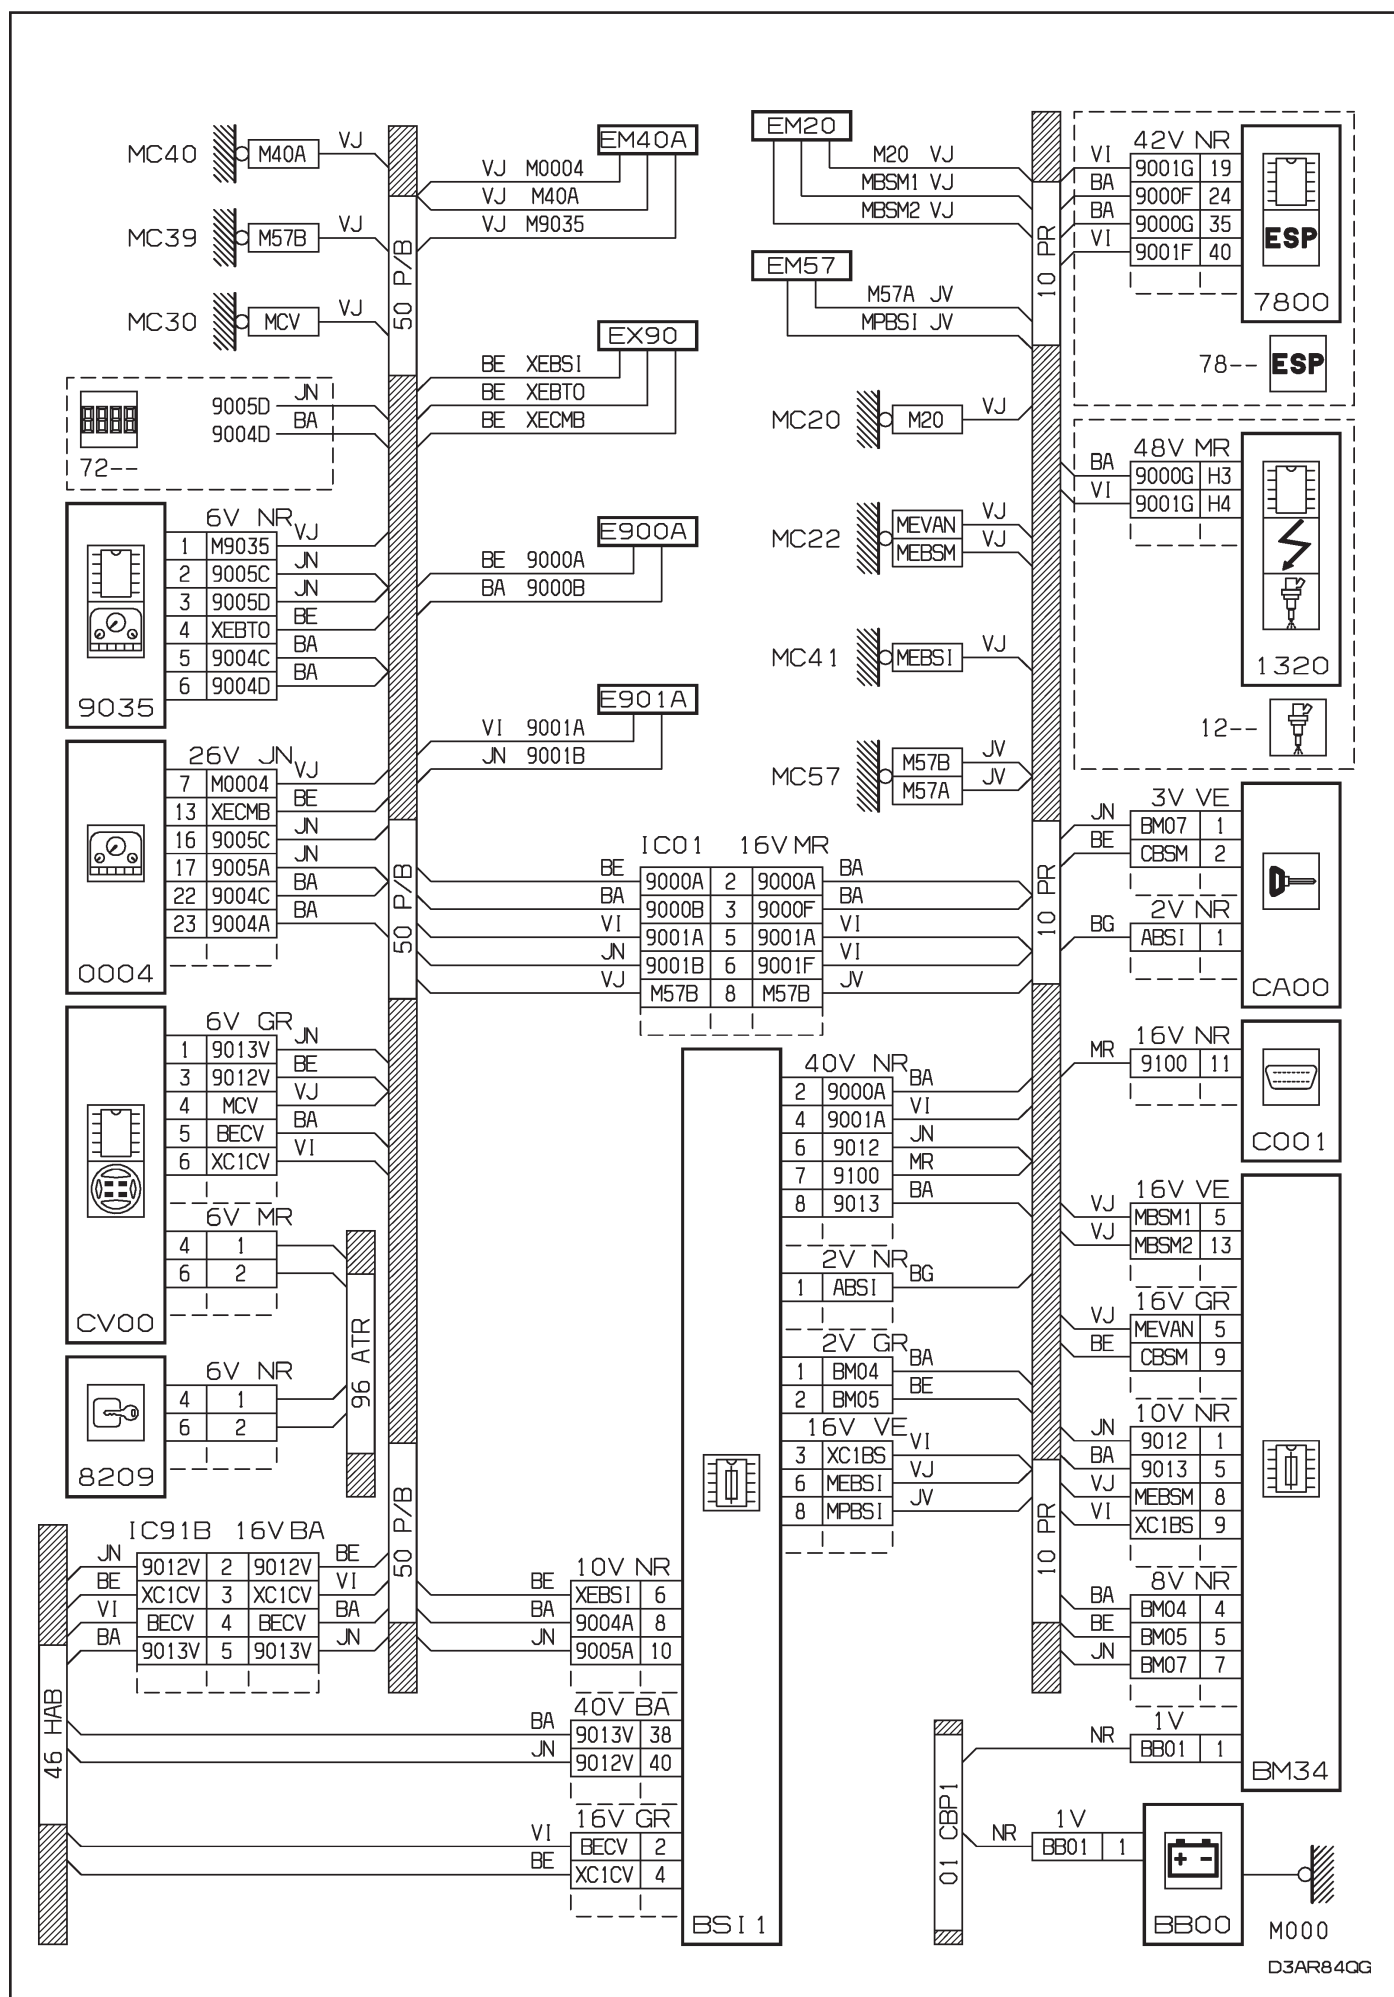 MC40 M40A VJ
MC39 M57B VJ
MC30 MCV VJ
50 P/B
EM40A
VJ M0004
VJ M40A
VJ M9035
EX90
BE XEBSI
BE XEBTO
BE XECMB
72--
9005D JN
9004D BA
6V NR
1 M9035 VJ
2 9005C JN
3 9005D JN
4 XEBTO BE
5 9004C BA
6 9004D BA
9035
E900A
BE 9000A
BA 9000B
E901A
VI 9001A
JN 9001B
26V JN
7 M0004 VJ
13 XECMB BE
16 9005C JN
17 9005A JN
22 9004C BA
23 9004A BA
0004
50 P/B
6V GR
1 9013V JN
3 9012V BE
4 MCV VJ
5 BECV BA
6 XC1CV VI
6V MR
4 1
6 2
CV00
96 ATR
6V NR
4 1
6 2
8209
50 P/B
IC91B 16V BA
JN 9012V 2 9012V BE
BE XC1CV 3 XC1CV VI
VI BECV 4 BECV BA
BA 9013V 5 9013V JN
46 HAB
EM20
M20 VJ
MBSM1 VJ
MBSM2 VJ
EM57
M57A JV
MPBSI JV
MC20 M20 VJ
MC22 MEVAN VJ
MEBSM VJ
MC41 MEBSI VJ
MC57 M57B JV
M57A JV
IC01 16V MR
BE 9000A 2 9000A BA
BA 9000B 3 9000F BA
VI 9001A 5 9001A VI
JN 9001B 6 9001F VI
VJ M57B 8 M57B JV
40V NR
2 9000A BA
4 9001A VI
6 9012 JN
7 9100 MR
8 9013 BA
2V NR
1 ABSI BG
2V GR
1 BM04 BA
2 BM05 BE
16V VE
3 XC1BS VI
6 MEBSI VJ
8 MPBSI JV
10V NR
BE XEBSI 6
BA 9004A 8
JN 9005A 10
40V BA
BA 9013V 38
JN 9012V 40
16V GR
VI BECV 2
BE XC1CV 4
BSI1
10 PR
42V NR
VI 9001G 19
BA 9000F 24
BA 9000G 35
VI 9001F 40
ESP
7800
78-- ESP
48V MR
BA 9000G H3
VI 9001G H4
1320
12--
10 PR
3V VE
JN BM07 1
BE CBSM 2
2V NR
BG ABSI 1
CA00
16V NR
MR 9100 11
C001
16V VE
VJ MBSM1 5
VJ MBSM2 13
16V GR
VJ MEVAN 5
BE CBSM 9
10V NR
JN 9012 1
BA 9013 5
VJ MEBSM 8
VI XC1BS 9
10 PR
8V NR
BA BM04 4
BE BM05 5
JN BM07 7
1V
NR BB01 1
BM34
01 CBP1
1V
NR BB01 1
+ -
BB00
M000
D3AR84QG